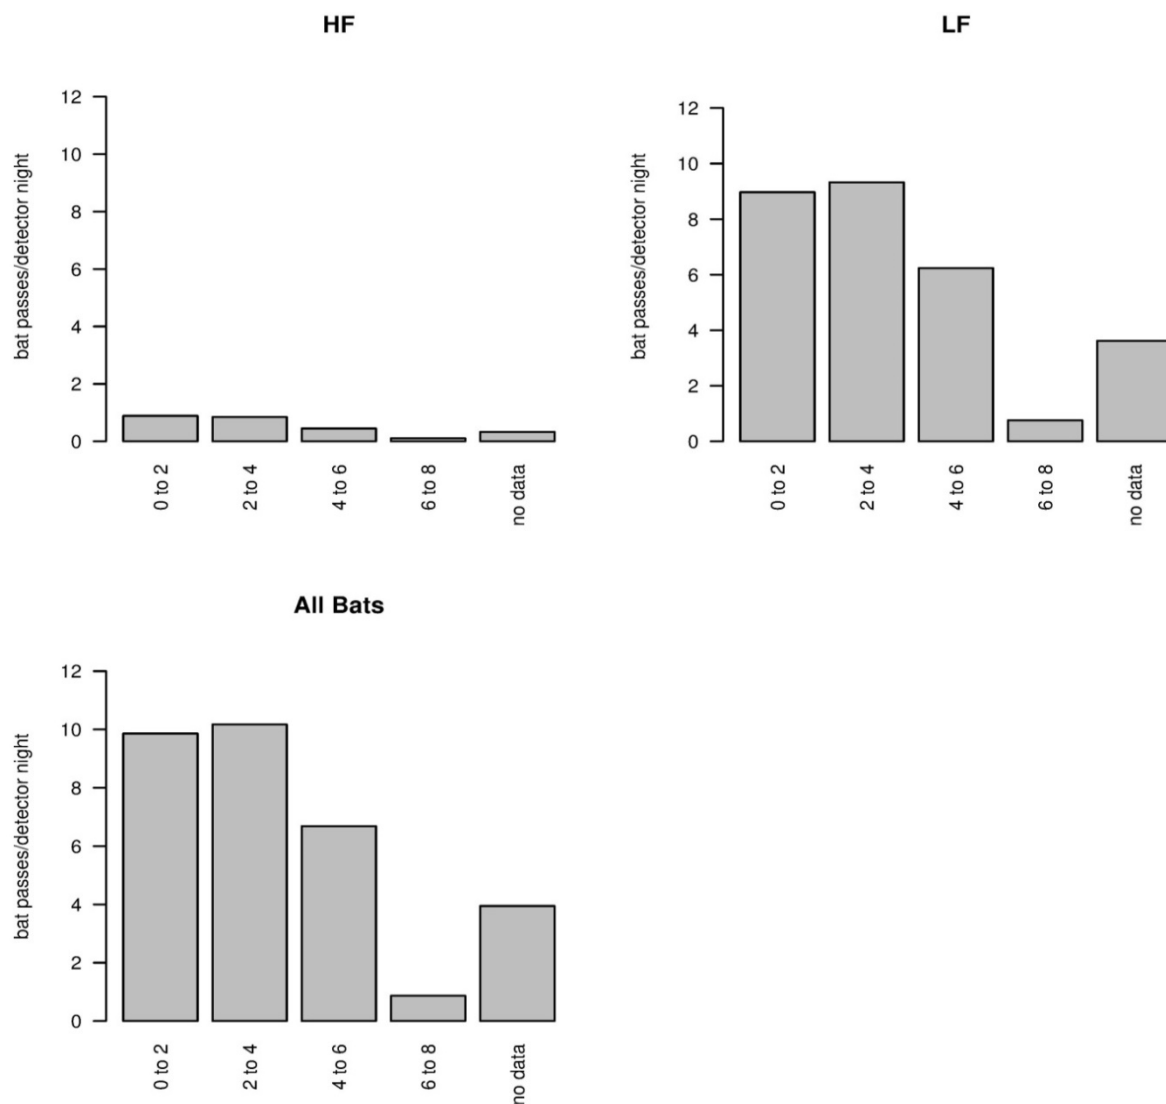 HF
bat passes/detector night
12
10
8
6
4
2
0
0 to 2
2 to 4
4 to 6
6 to 8
no data
LF
bat passes/detector night
12
10
8
6
4
2
0
0 to 2
2 to 4
4 to 6
6 to 8
no data
All Bats
bat passes/detector night
12
10
8
6
4
2
0
0 to 2
2 to 4
4 to 6
6 to 8
no data